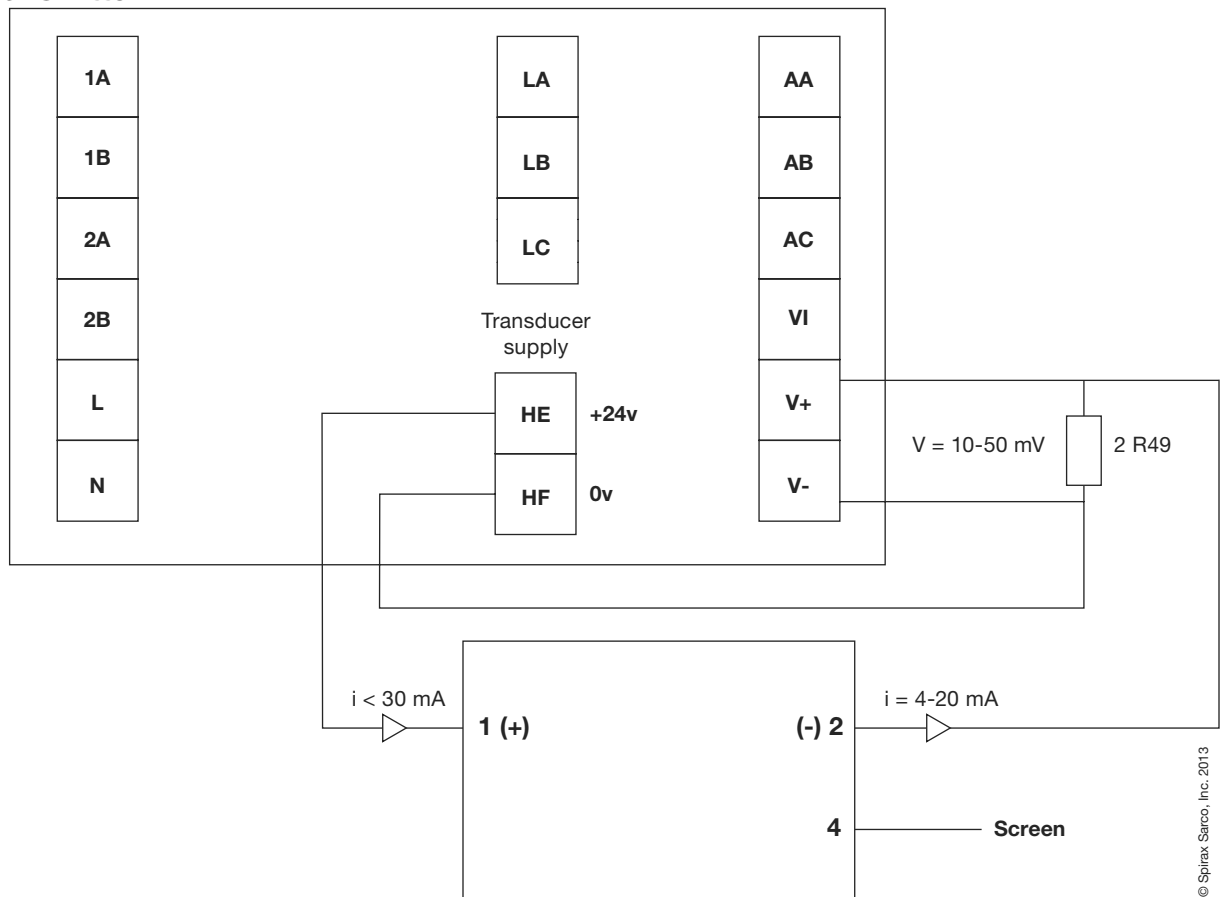 1A
1B
2A
2B
L
N
LA
LB
LC
Transducer
supply
HE
+24v
HF
0v
AA
AB
AC
VI
V+
V-
V = 10-50 mV
2 R49
i < 30 mA
1 (+)
(-) 2
i = 4-20 mA
4
Screen
© Spirax Sarco, Inc. 2013